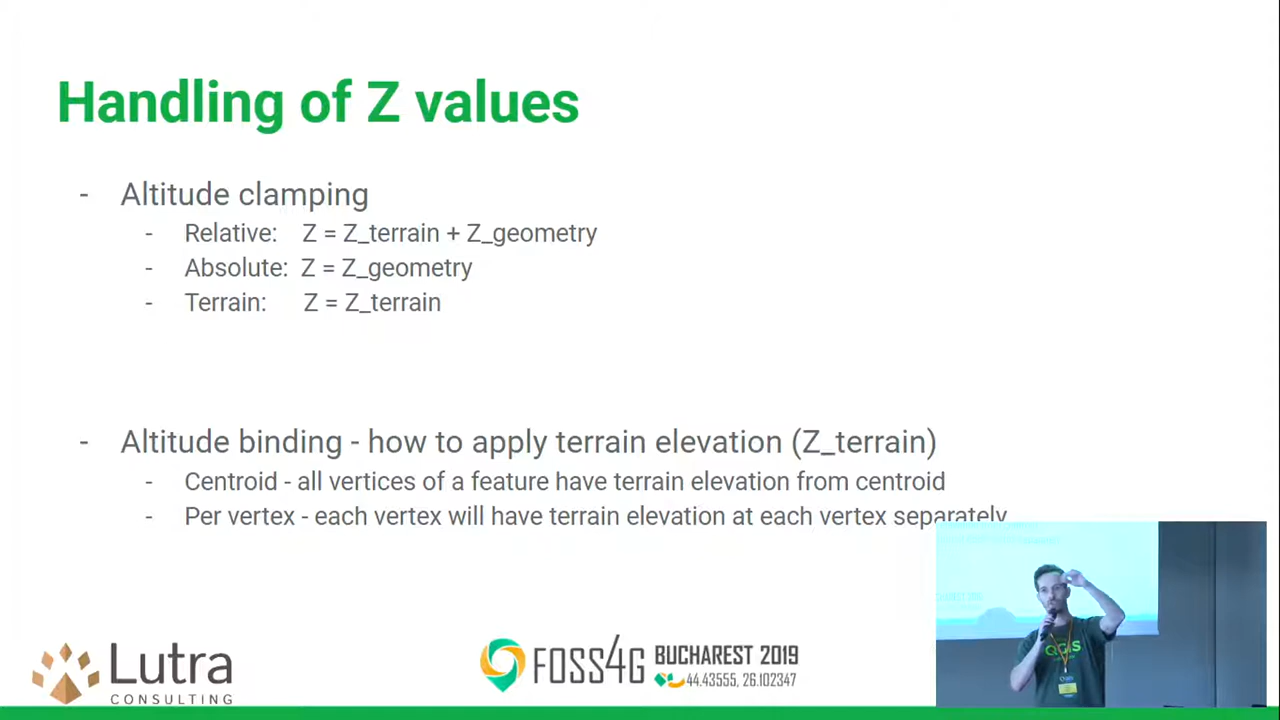 Handling of Z values
- Altitude clamping
- Relative: Z = Z_terrain + Z_geometry
- Absolute: Z = Z_geometry
- Terrain: Z = Z_terrain
- Altitude binding - how to apply terrain elevation (Z_terrain)
- Centroid - all vertices of a feature have terrain elevation from centroid
- Per vertex - each vertex will have terrain elevation at each vertex separately
QGIS
Lutra
CONSULTING
FOSS4G
BUCHAREST 2019
44.43555, 26.102347